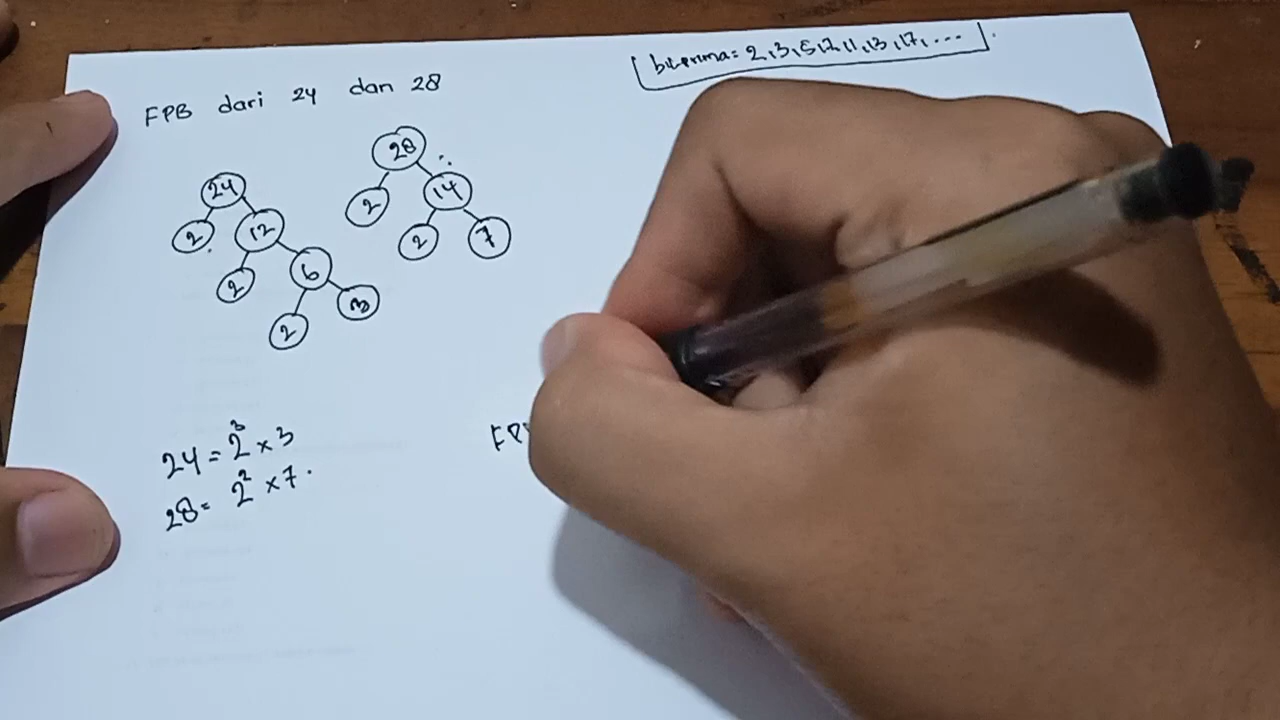 bil.prima = 2, 3, 5, 7, 11, 13, 17, ...
FPB dari 24 dan 28
28
24
2
14
2
12
2
7
2
6
2
3
24 = 2³ × 3
28 = 2² × 7.
FP